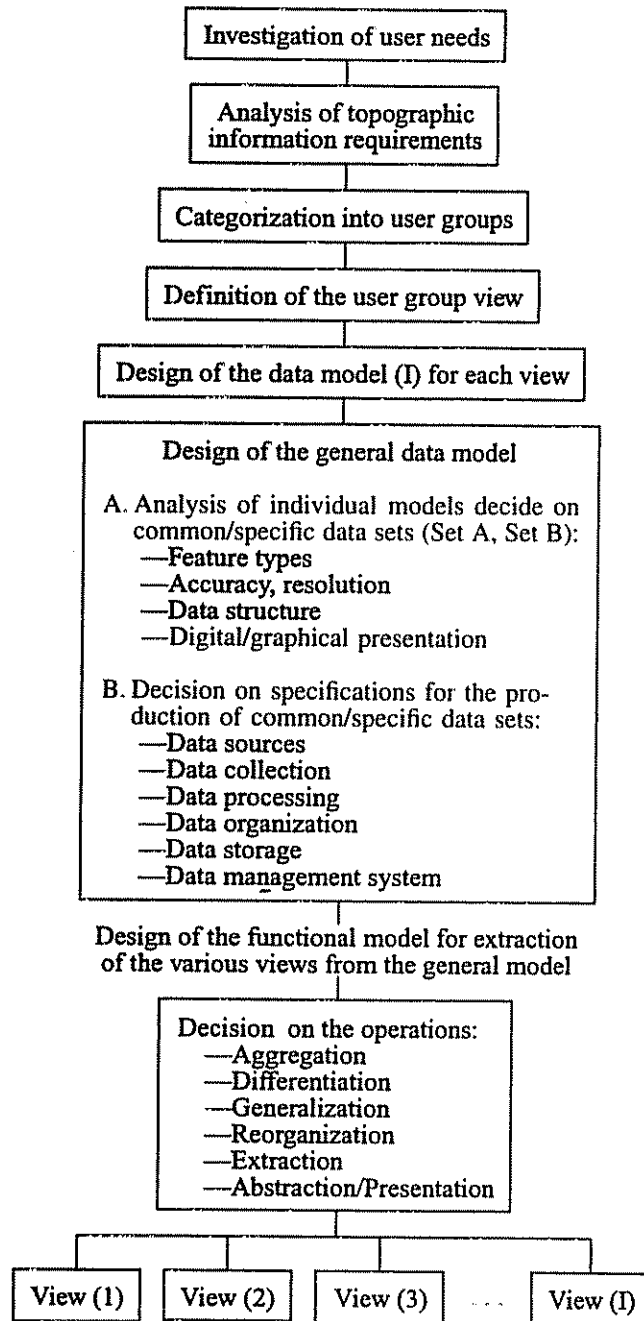 Investigation of user needs
Analysis of topographic
information requirements
Categorization into user groups
Definition of the user group view
Design of the data model (I) for each view
Design of the general data model
A. Analysis of individual models decide on
common/specific data sets (Set A, Set B):
—Feature types
—Accuracy, resolution
—Data structure
—Digital/graphical presentation
B. Decision on specifications for the pro-
duction of common/specific data sets:
—Data sources
—Data collection
—Data processing
—Data organization
—Data storage
—Data management system
Design of the functional model for extraction
of the various views from the general model
Decision on the operations:
—Aggregation
—Differentiation
—Generalization
—Reorganization
—Extraction
—Abstraction/Presentation
View (1) View (2) View (3) ... View (I)